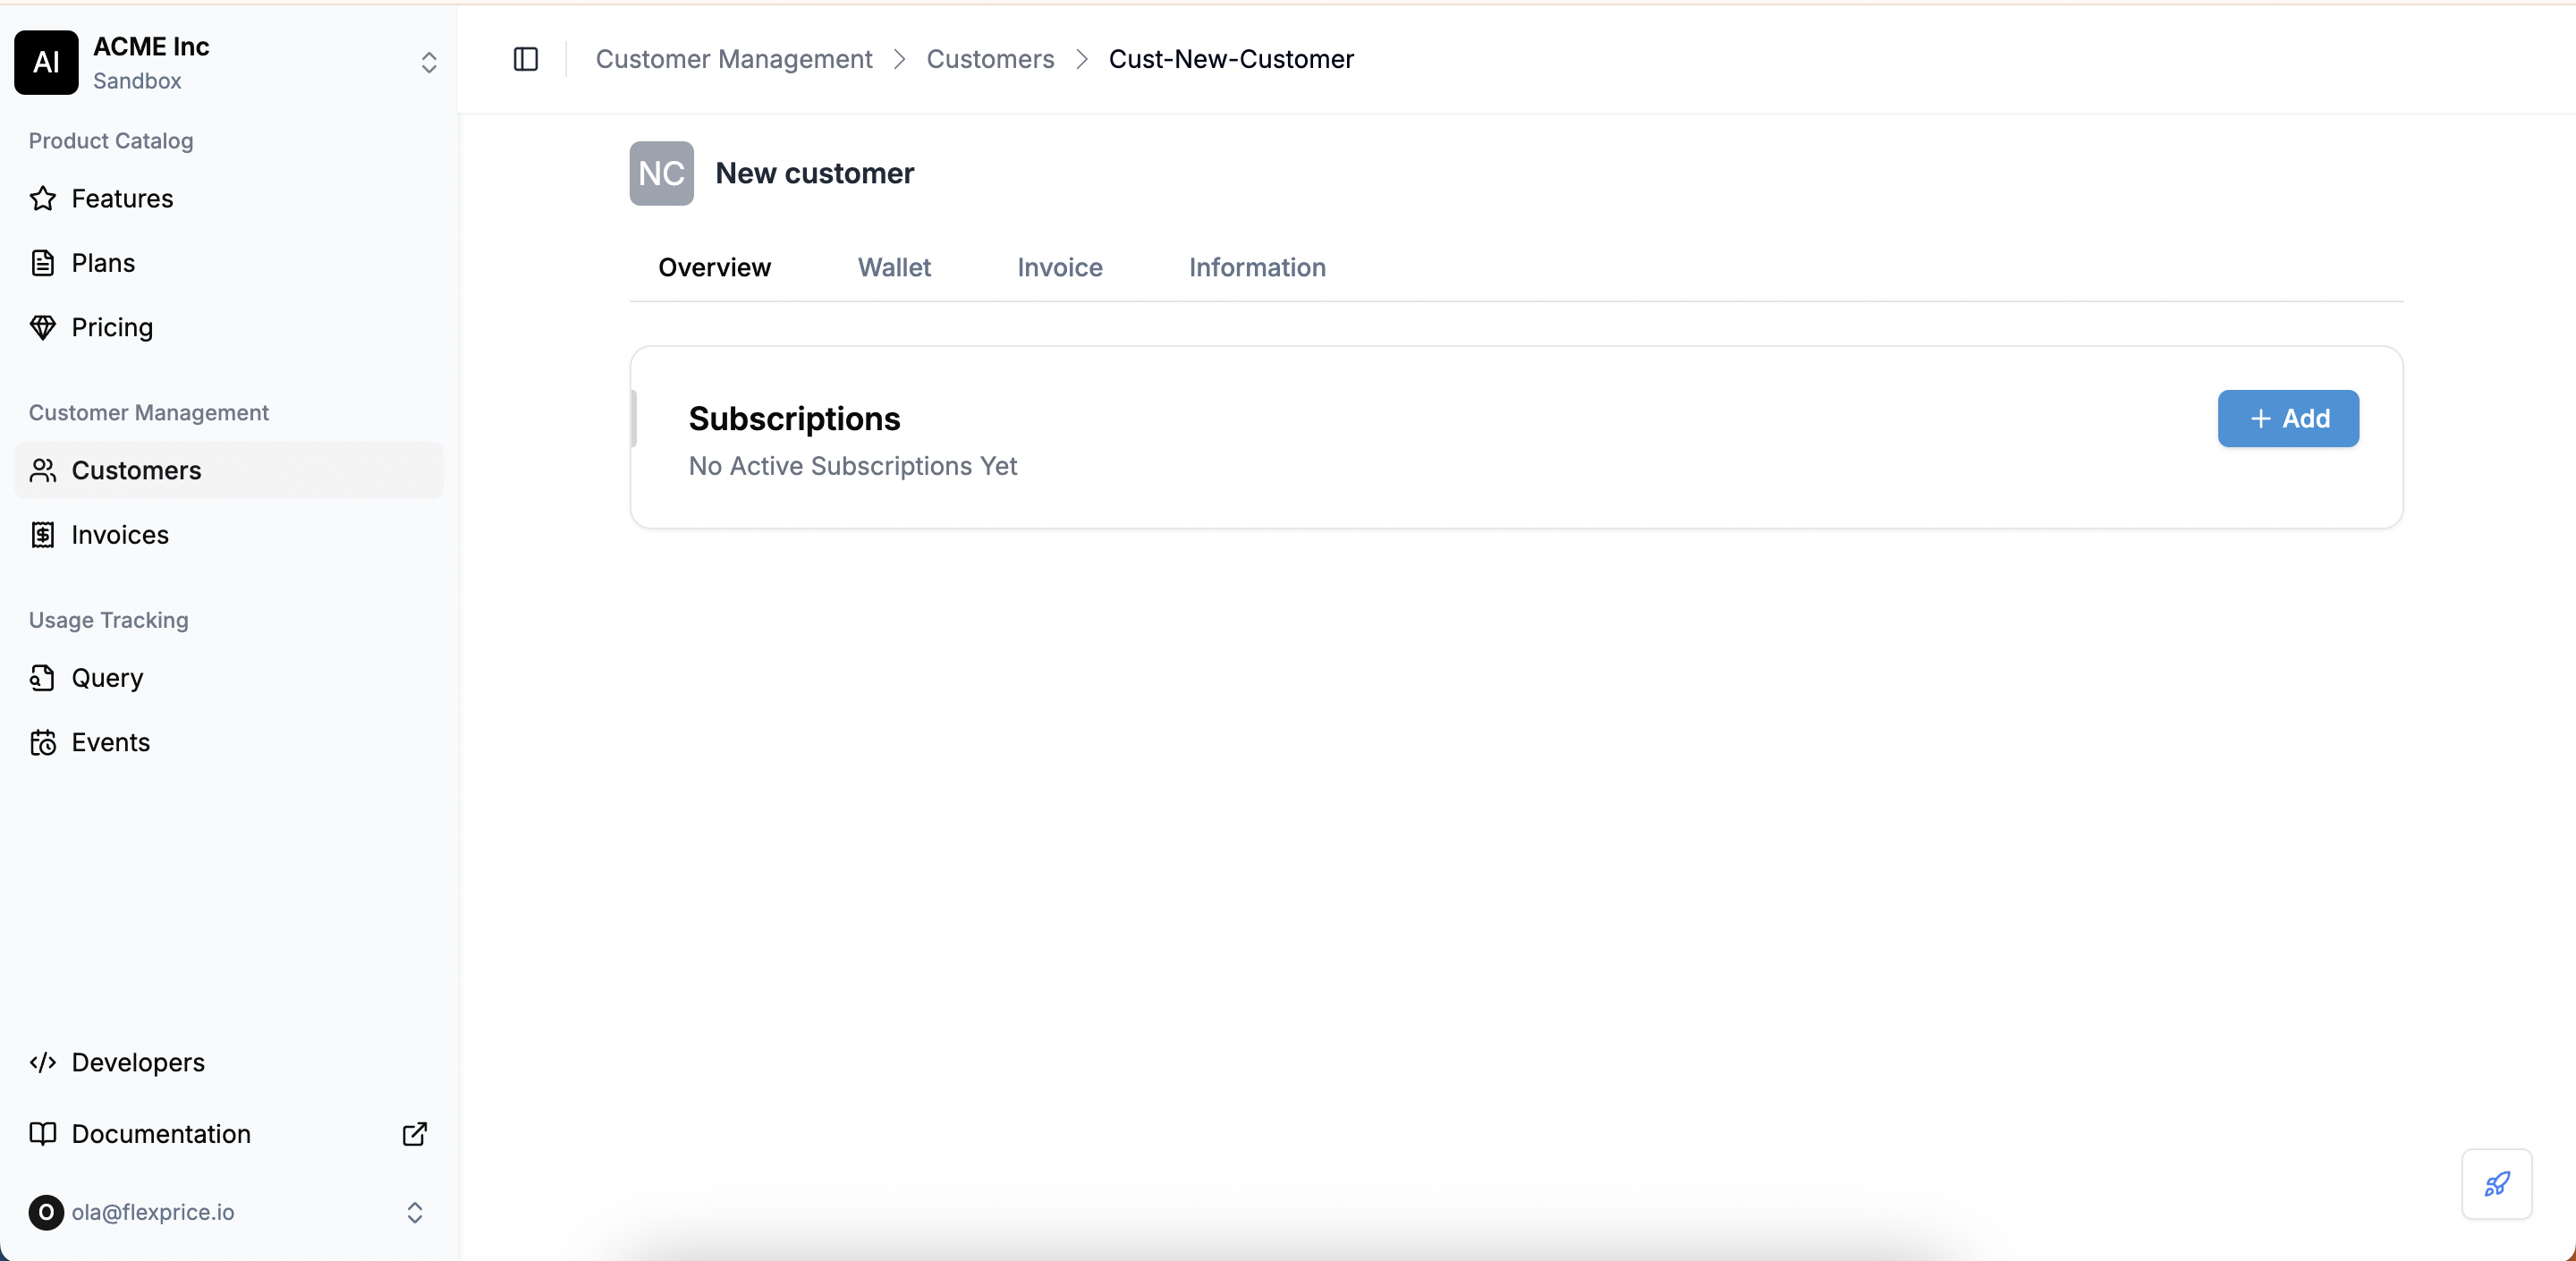 AI
ACME Inc
Sandbox
Product Catalog
Features
Plans
Pricing
Customer Management
Customers
Invoices
Usage Tracking
Query
Events
Developers
Documentation
O ola@flexprice.io
Customer Management > Customers > Cust-New-Customer
NC New customer
Overview Wallet Invoice Information
Subscriptions
No Active Subscriptions Yet
+ Add